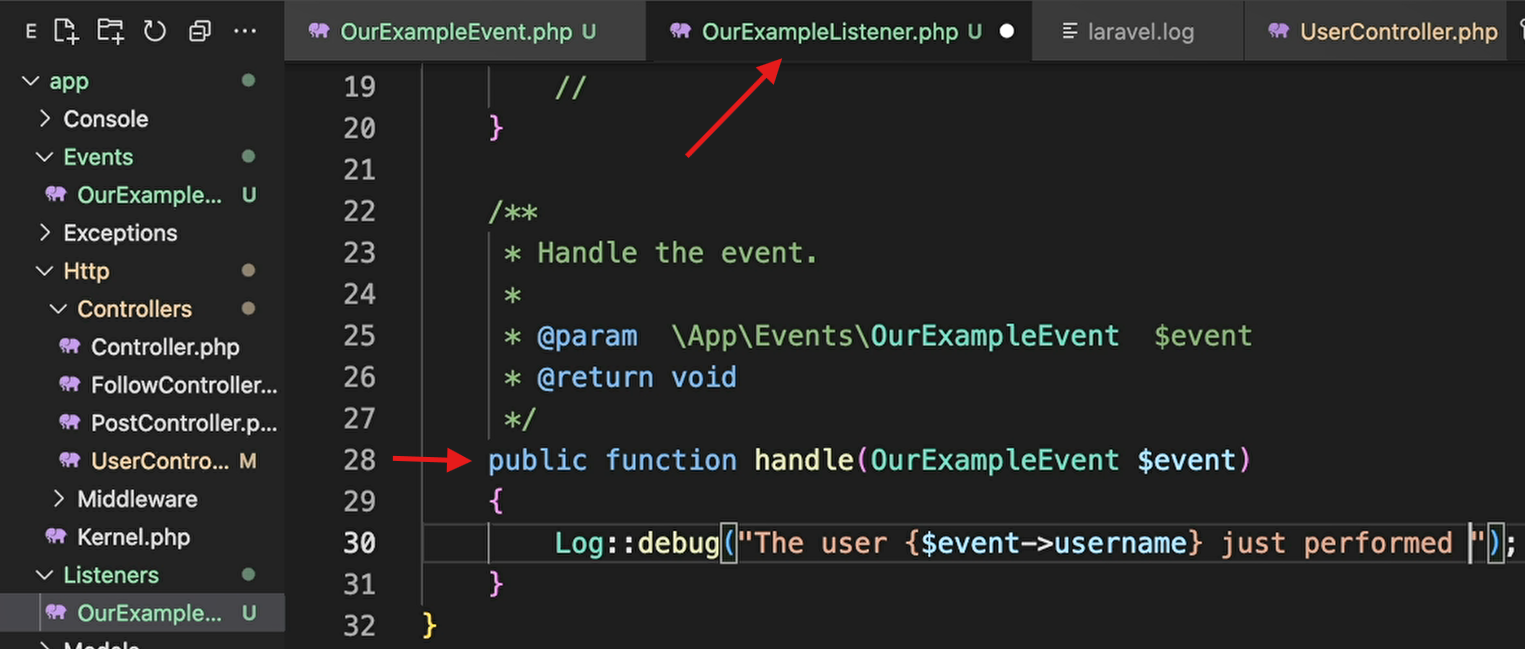 E ...
OurExampleEvent.php U
OurExampleListener.php U
laravel.log
UserController.php
app
Console
Events
OurExample... U
Exceptions
Http
Controllers
Controller.php
FollowController...
PostController.p...
UserContro... M
Middleware
Kernel.php
Listeners
OurExample... U
Models
19 //
20 }
21
22 /**
23 * Handle the event.
24 *
25 * @param \App\Events\OurExampleEvent $event
26 * @return void
27 */
28 public function handle(OurExampleEvent $event)
29 {
30 Log::debug("The user {$event->username} just performed ");
31 }
32 }